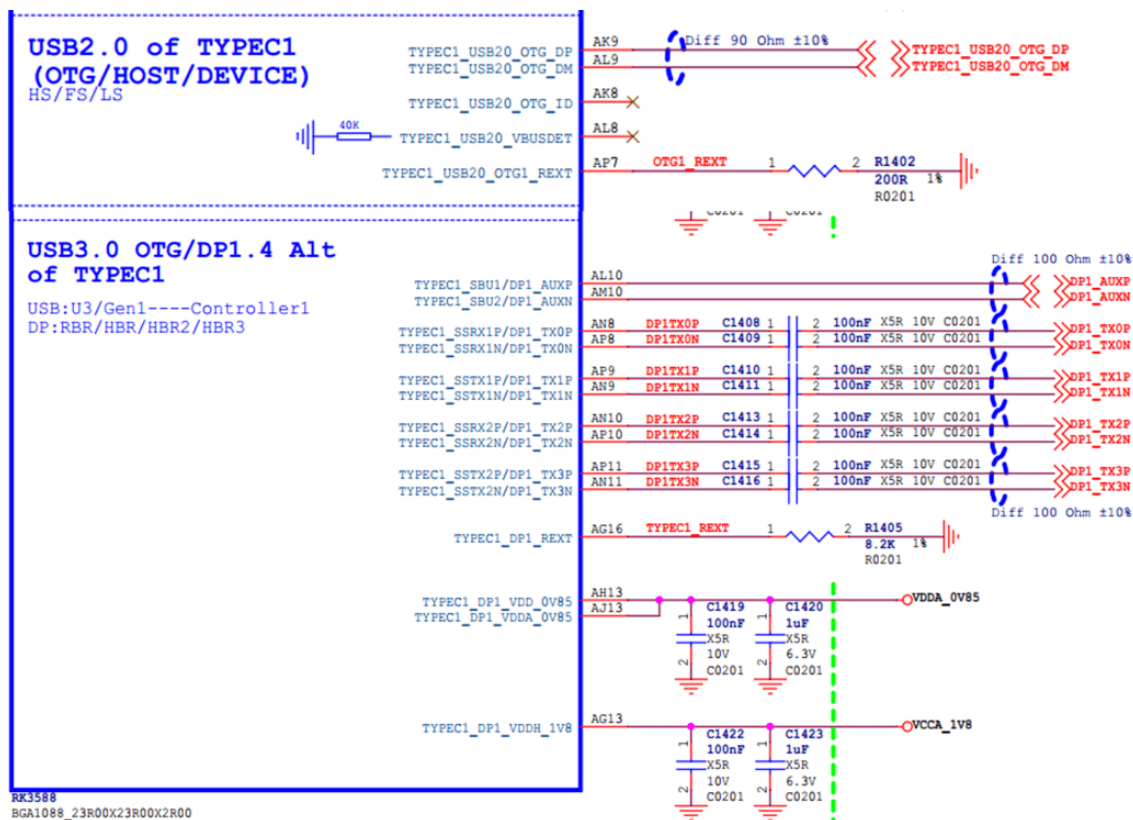 USB2.0 of TYPEC1
(OTG/HOST/DEVICE)
HS/FS/LS
TYPEC1_USB20_OTG_DP AK9 Diff 90 Ohm ±10% TYPEC1_USB20_OTG_DP
TYPEC1_USB20_OTG_DM AL9 TYPEC1_USB20_OTG_DM
TYPEC1_USB20_OTG_ID AK8
40K TYPEC1_USB20_VBUSDET AL8
TYPEC1_USB20_OTG1_REXT AP7 OTG1_REXT 1 2 R1402
200R 1%
R0201
C0201 C0201
USB3.0 OTG/DP1.4 Alt
of TYPEC1
USB:U3/Gen1----Controller1
DP:RBR/HBR/HBR2/HBR3
Diff 100 Ohm ±10%
TYPEC1_SBU1/DP1_AUXP AL10 DP1_AUXP
TYPEC1_SBU2/DP1_AUXN AM10 DP1_AUXN
TYPEC1_SSRX1P/DP1_TX0P AN8 DP1TX0P C1408 1 2 100nF X5R 10V C0201 DP1_TX0P
TYPEC1_SSRX1N/DP1_TX0N AP8 DP1TX0N C1409 1 2 100nF X5R 10V C0201 DP1_TX0N
TYPEC1_SSTX1P/DP1_TX1P AP9 DP1TX1P C1410 1 2 100nF X5R 10V C0201 DP1_TX1P
TYPEC1_SSTX1N/DP1_TX1N AN9 DP1TX1N C1411 1 2 100nF X5R 10V C0201 DP1_TX1N
TYPEC1_SSRX2P/DP1_TX2P AN10 DP1TX2P C1413 1 2 100nF X5R 10V C0201 DP1_TX2P
TYPEC1_SSRX2N/DP1_TX2N AP10 DP1TX2N C1414 1 2 100nF X5R 10V C0201 DP1_TX2N
TYPEC1_SSTX2P/DP1_TX3P AP11 DP1TX3P C1415 1 2 100nF X5R 10V C0201 DP1_TX3P
TYPEC1_SSTX2N/DP1_TX3N AN11 DP1TX3N C1416 1 2 100nF X5R 10V C0201 DP1_TX3N
Diff 100 Ohm ±10%
TYPEC1_DP1_REXT AG16 TYPEC1_REXT 1 2 R1405
8.2K 1%
R0201
TYPEC1_DP1_VDD_0V85 AH13 VDDA_0V85
TYPEC1_DP1_VDDA_0V85 AJ13
1 C1419 1 C1420
100nF 1uF
X5R X5R
10V 6.3V
2 C0201 2 C0201
TYPEC1_DP1_VDDH_1V8 AG13 VCCA_1V8
1 C1422 1 C1423
100nF 1uF
X5R X5R
10V 6.3V
2 C0201 2 C0201
RK3588
BGA1088_23R00X23R00X2R00